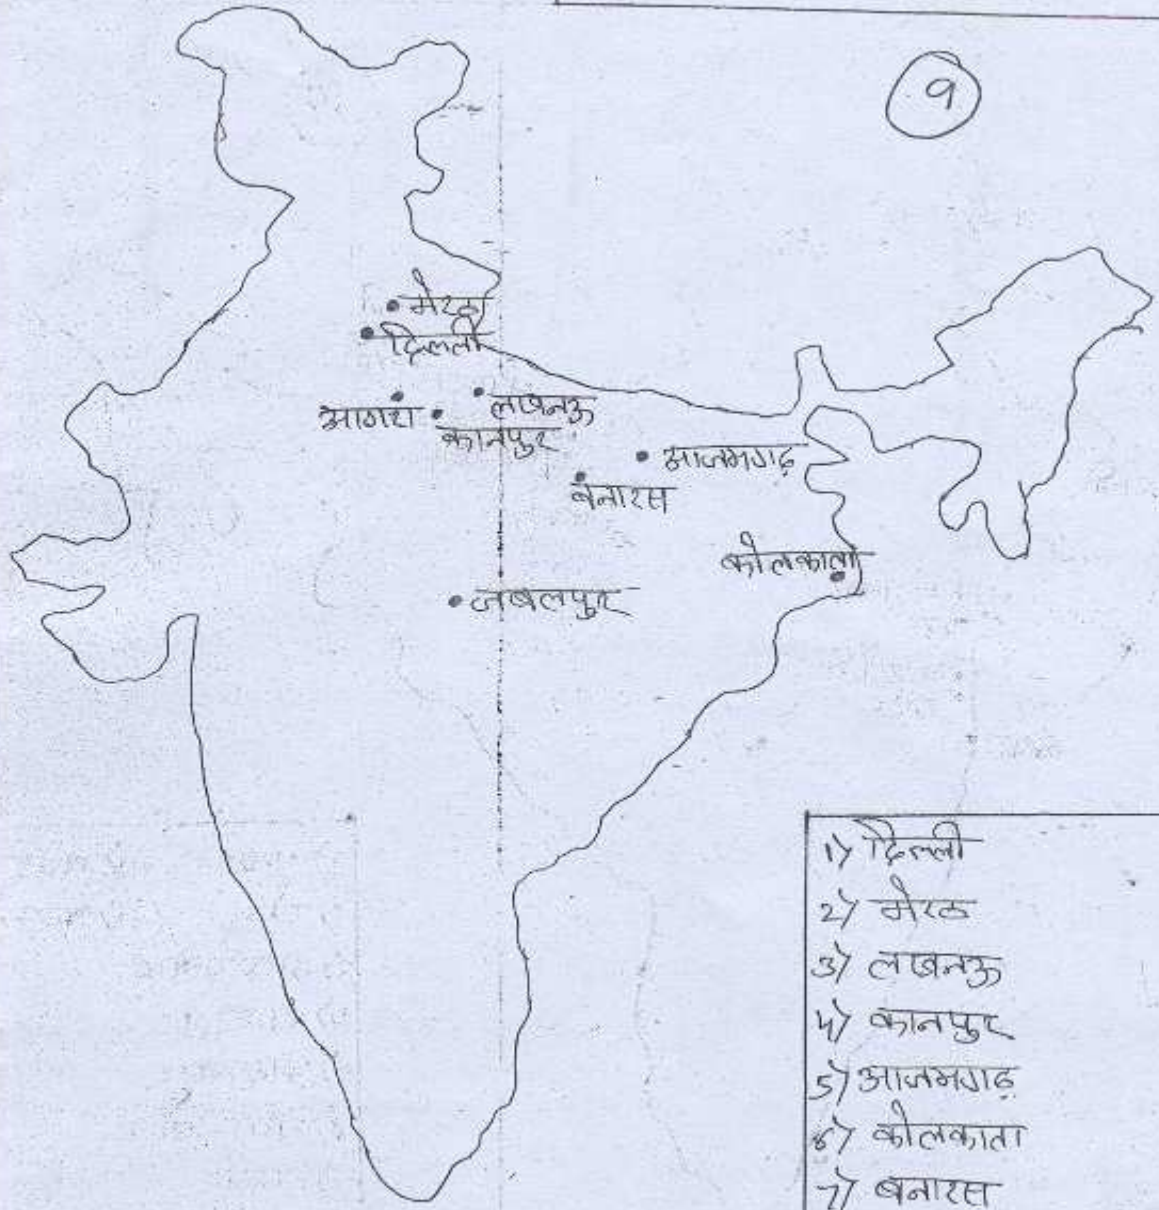 9
मेरठ
दिल्ली
आगरा
लखनऊ
कानपुर
आजमगढ़
बनारस
कोलकाता
जबलपुर
1) दिल्ली
2) मेरठ
3) लखनऊ
4) कानपुर
5) आजमगढ़
6) कोलकाता
7) बनारस